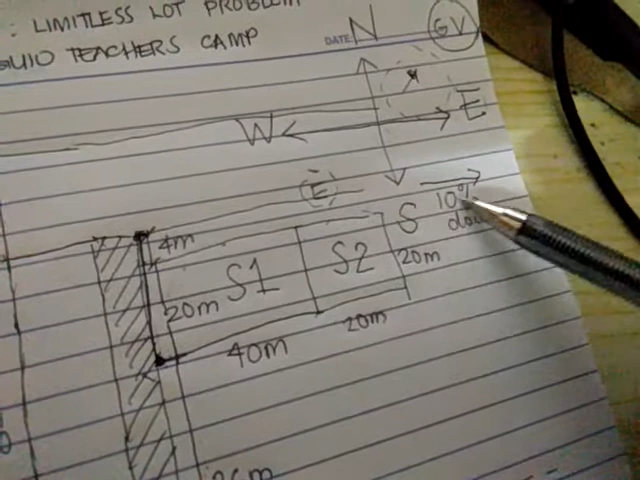 : LIMITLESS LOT PROBLEM
GUIO TEACHERS CAMP
DATE: N
GV
W
E
E
S
10%
4m
S1
S2
20m
20m
40m
20m